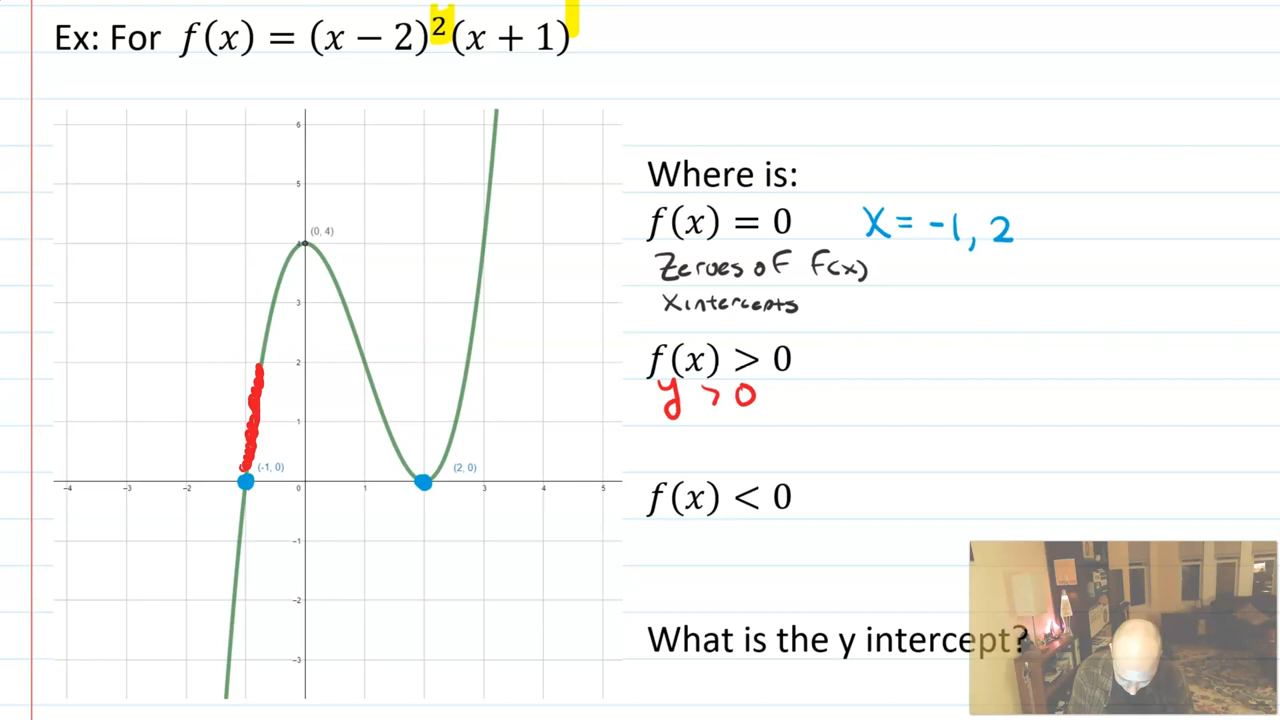 Ex: For f(x) = (x − 2)²(x + 1)
6
5
(0, 4)
4
3
2
1
(-1, 0)
(2, 0)
-4 -3 -2 0 1 3 4 5
-1
-2
-3
Where is:
f(x) = 0 x = -1, 2
Zeroes of f(x)
x intercepts
f(x) > 0
y > 0
f(x) < 0
What is the y intercept?